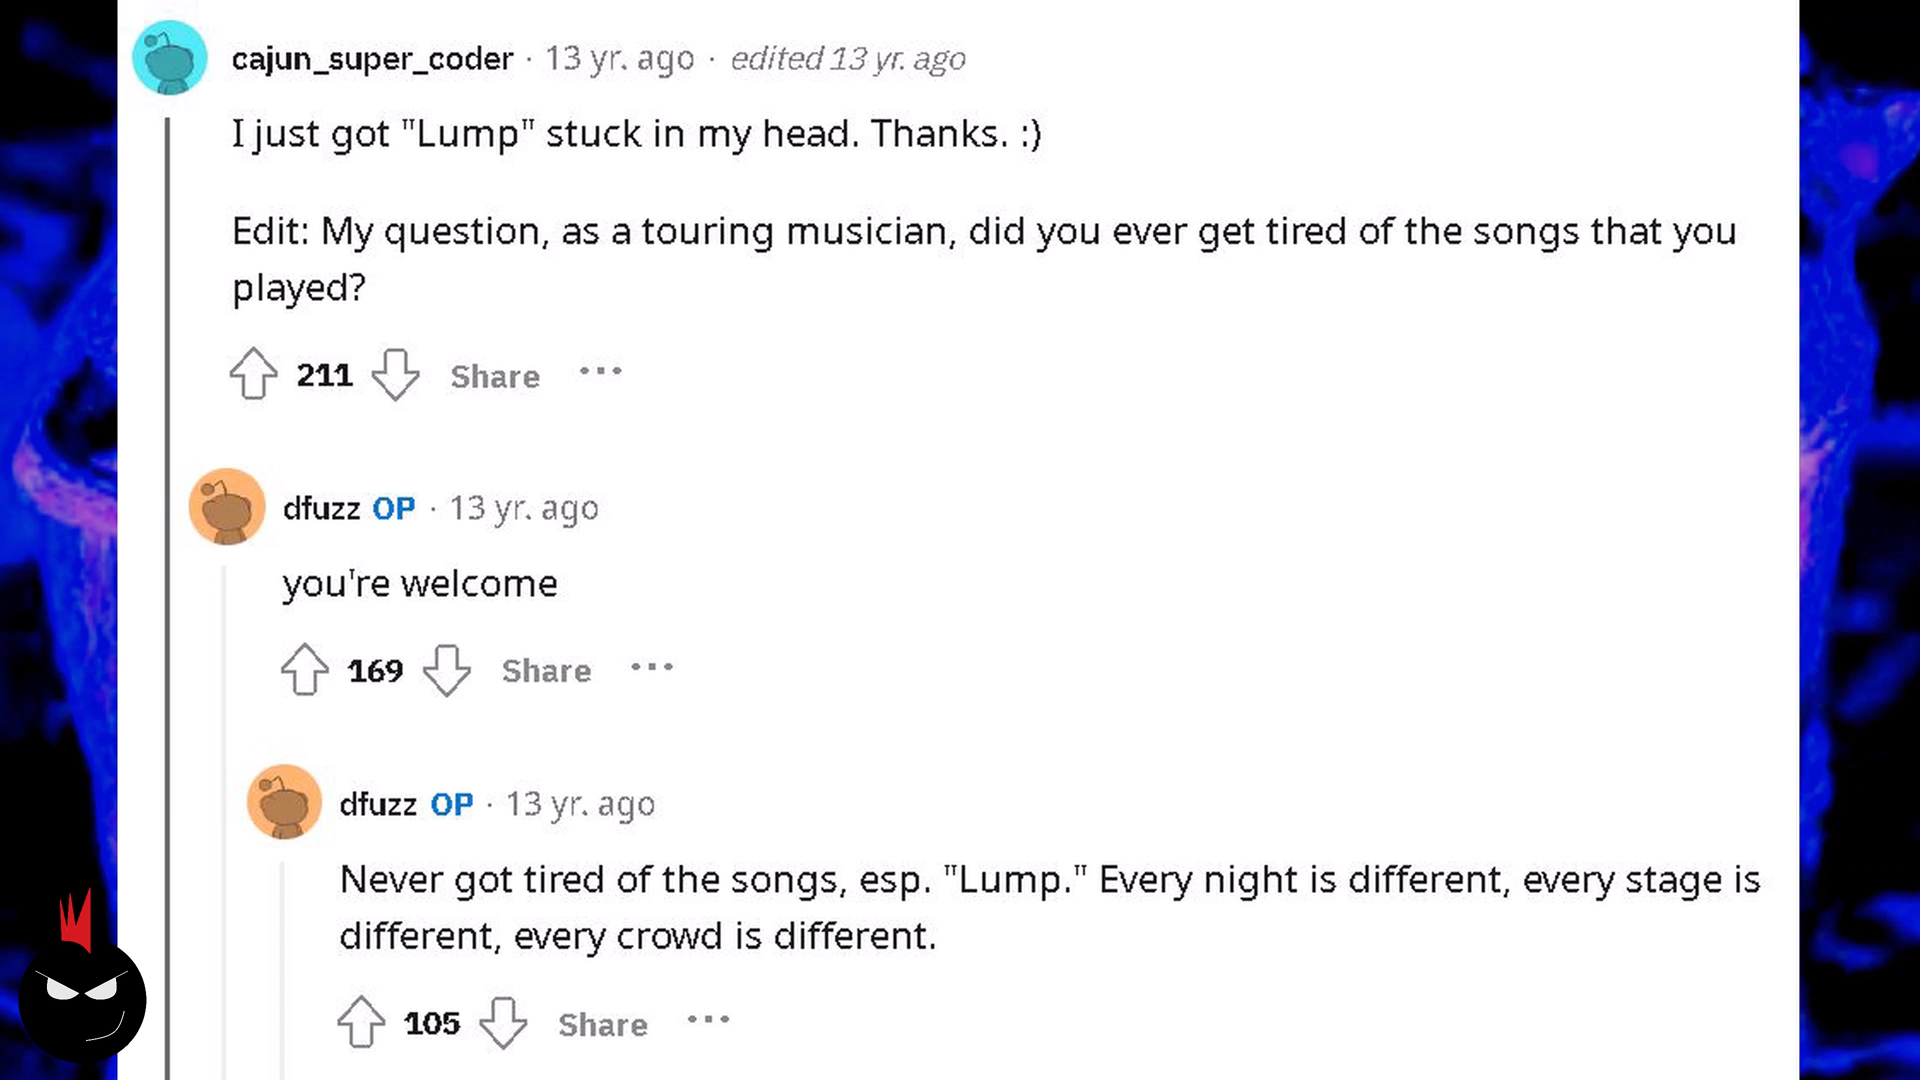 cajun_super_coder · 13 yr. ago · edited 13 yr. ago
I just got "Lump" stuck in my head. Thanks. :)
Edit: My question, as a touring musician, did you ever get tired of the songs that you
played?
211 Share ...
dfuzz OP · 13 yr. ago
you're welcome
169 Share ...
dfuzz OP · 13 yr. ago
Never got tired of the songs, esp. "Lump." Every night is different, every stage is
different, every crowd is different.
105 Share ...